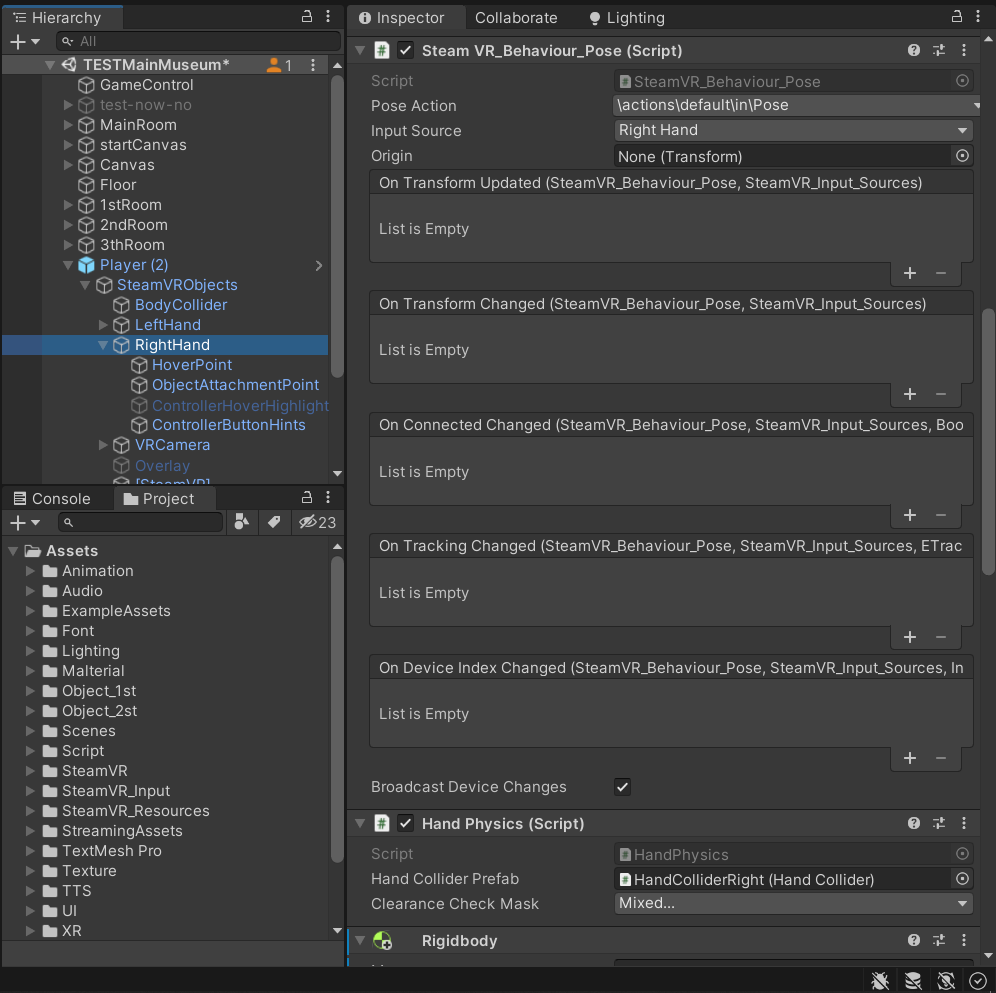 Hierarchy
All
TESTMainMuseum*
1
GameControl
test-now-no
MainRoom
startCanvas
Canvas
Floor
1stRoom
2ndRoom
3thRoom
Player (2)
SteamVRObjects
BodyCollider
LeftHand
RightHand
HoverPoint
ObjectAttachmentPoint
ControllerHoverHighlight
ControllerButtonHints
VRCamera
Overlay
[SteamVR]
Console
Project
23
Assets
Animation
Audio
ExampleAssets
Font
Lighting
Malterial
Object_1st
Object_2st
Scenes
Script
SteamVR
SteamVR_Input
SteamVR_Resources
StreamingAssets
TextMesh Pro
Texture
TTS
UI
XR
Inspector
Collaborate
Lighting
Steam VR_Behaviour_Pose (Script)
Script
SteamVR_Behaviour_Pose
Pose Action
\actions\default\in\Pose
Input Source
Right Hand
Origin
None (Transform)
On Transform Updated (SteamVR_Behaviour_Pose, SteamVR_Input_Sources)
List is Empty
On Transform Changed (SteamVR_Behaviour_Pose, SteamVR_Input_Sources)
List is Empty
On Connected Changed (SteamVR_Behaviour_Pose, SteamVR_Input_Sources, Boo
List is Empty
On Tracking Changed (SteamVR_Behaviour_Pose, SteamVR_Input_Sources, ETrac
List is Empty
On Device Index Changed (SteamVR_Behaviour_Pose, SteamVR_Input_Sources, In
List is Empty
Broadcast Device Changes
Hand Physics (Script)
Script
HandPhysics
Hand Collider Prefab
HandColliderRight (Hand Collider)
Clearance Check Mask
Mixed...
Rigidbody